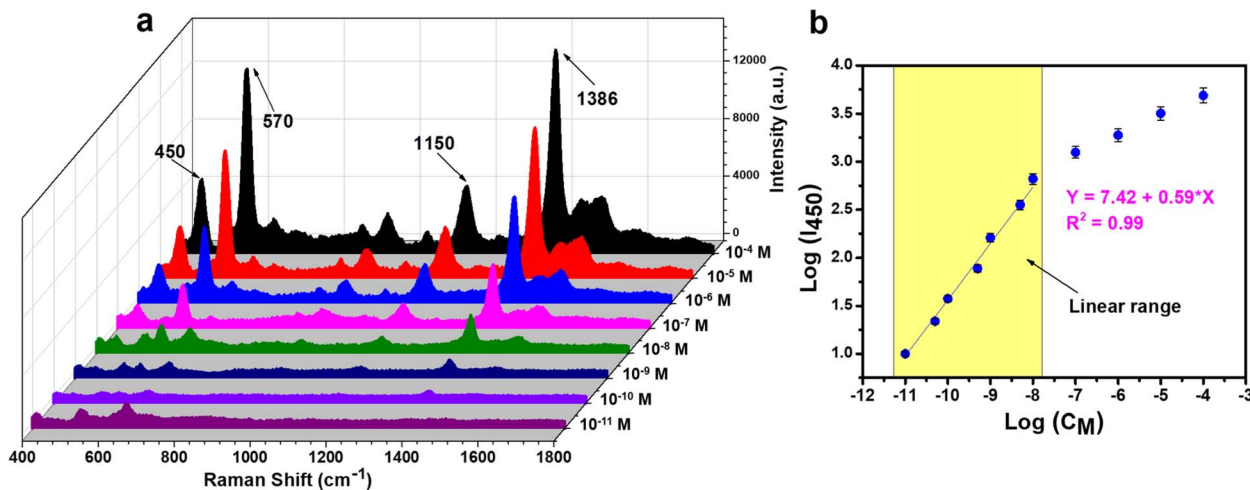 a
450
570
1150
1386
12000
8000
4000
0
Intensity (a.u.)
10⁻⁴ M
10⁻⁵ M
10⁻⁶ M
10⁻⁷ M
10⁻⁸ M
10⁻⁹ M
10⁻¹⁰ M
10⁻¹¹ M
400 600 800 1000 1200 1400 1600 1800
Raman Shift (cm⁻¹)
b
4.0
3.5
3.0
2.5
2.0
1.5
1.0
Log (I450)
Y = 7.42 + 0.59*X
R² = 0.99
Linear range
-12 -11 -10 -9 -8 -7 -6 -5 -4 -3
Log (CM)